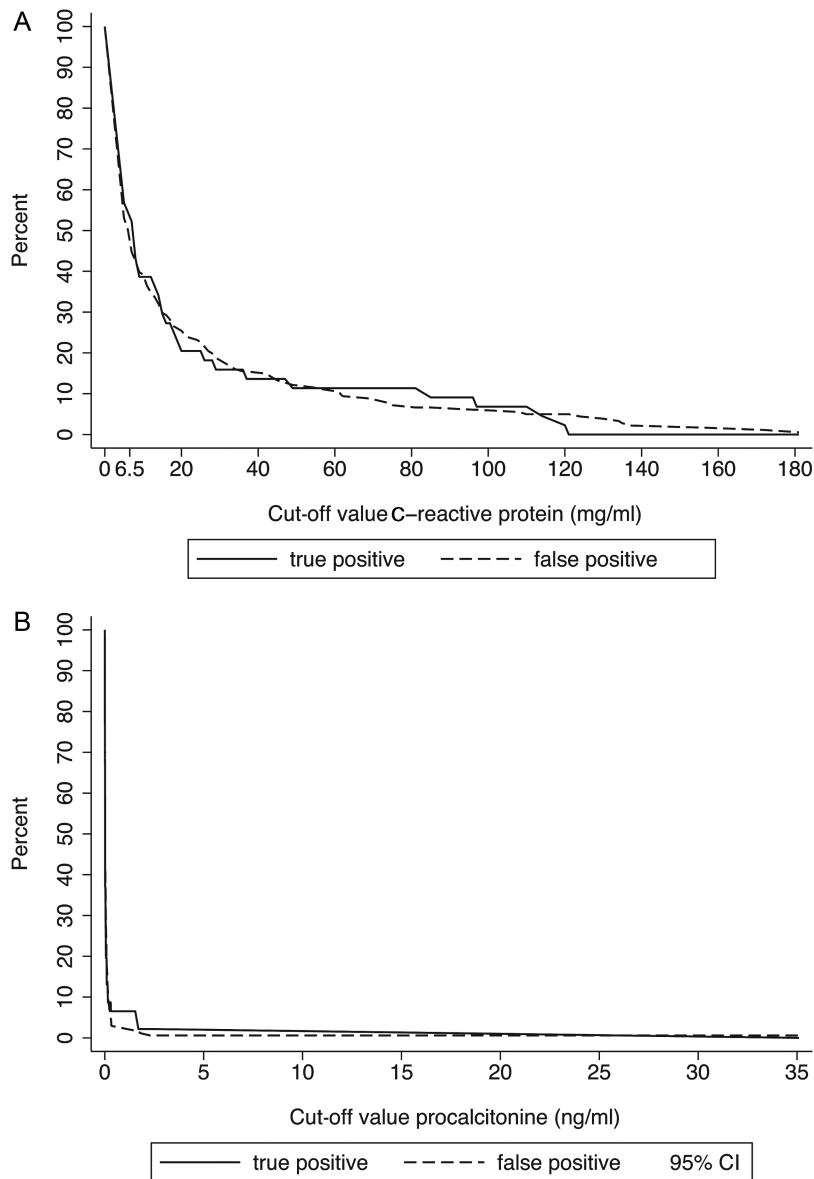 A
100
90
80
70
60
50
40
30
20
10
0
Percent
0 6.5 20 40 60 80 100 120 140 160 180
Cut-off value C-reactive protein (mg/ml)
true positive false positive
B
100
90
80
70
60
50
40
30
20
10
0
Percent
0 5 10 15 20 25 30 35
Cut-off value procalcitonine (ng/ml)
true positive false positive 95% CI